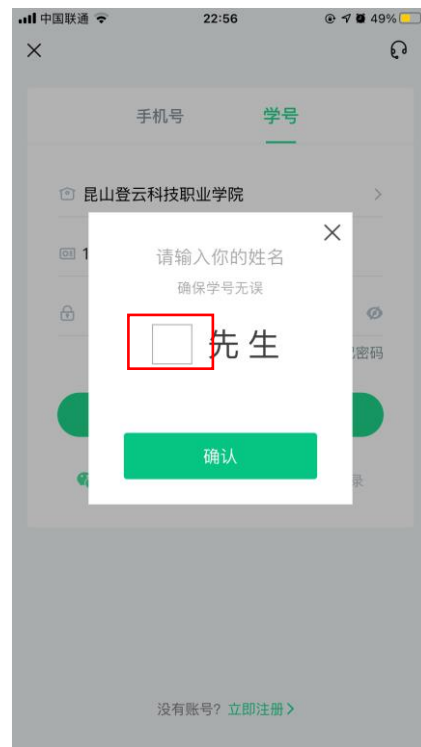 中国联通 22:56 49%
手机号 学号
昆山登云科技职业学院
1
请输入你的姓名
确保学号无误
先生
密码
确认
录
没有账号？立即注册